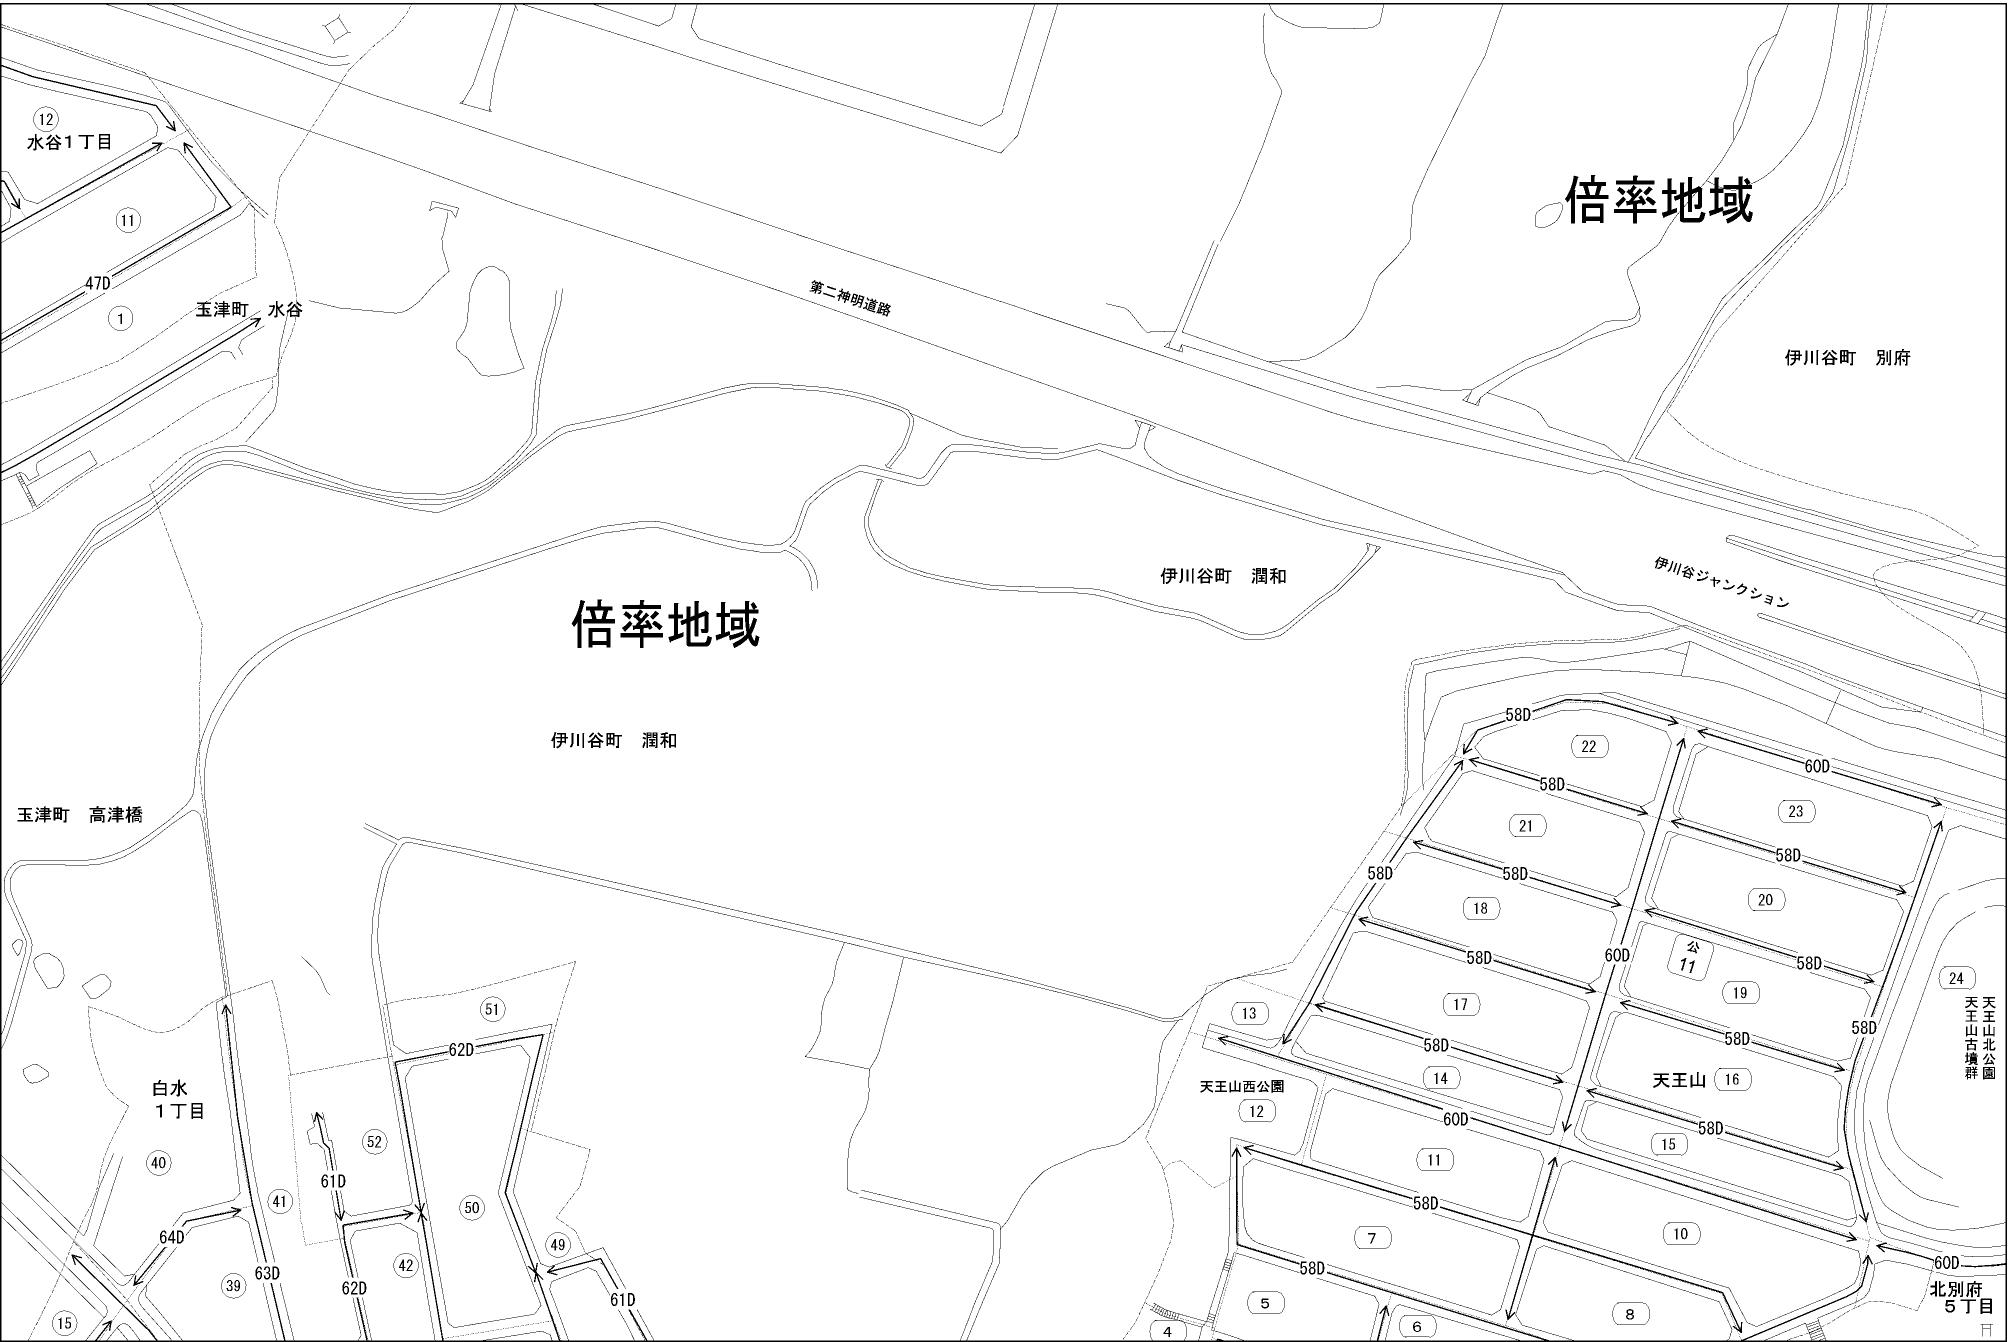 12
水谷1丁目
11
47D
1
玉津町　水谷
第二神明道路
倍率地域
伊川谷町　別府
伊川谷町　潤和
伊川谷ジャンクション
倍率地域
伊川谷町　潤和
玉津町　高津橋
58D
22
60D
58D
23
21
58D
58D
58D
20
18
公
11
60D
58D
58D
24
19
17
天王山北公園
天王山古墳群
13
58D
58D
58D
14
天王山
16
天王山西公園
12
60D
58D
15
11
58D
7
10
58D
60D
北別府
5丁目
5
8
6
4
51
62D
白水
1丁目
52
40
61D
41
50
64D
49
42
63D
39
62D
61D
15